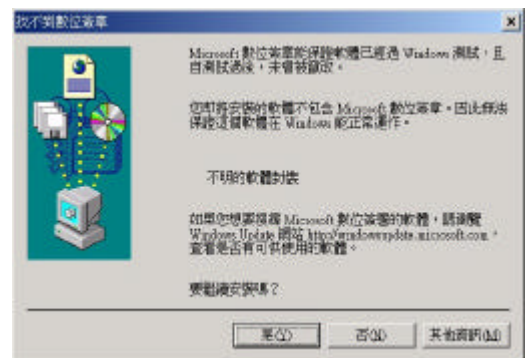 找不到數位簽章
Microsoft 數位簽章能保證軟體已經過 Windows 測試，且
自測試過後，未曾被竄改。
您即將安裝的軟體不包含 Microsoft 數位簽章。因此無法
保證這個軟體在 Windows 能正常運作。
不明的軟體封裝
如果您想要搜尋 Microsoft 數位簽章的軟體，請瀏覽
Windows Update 網站 http://windowsupdate.microsoft.com，
查看是否有可供使用的軟體。
要繼續安裝嗎？
是(Y)
否(N)
其他資訊(M)